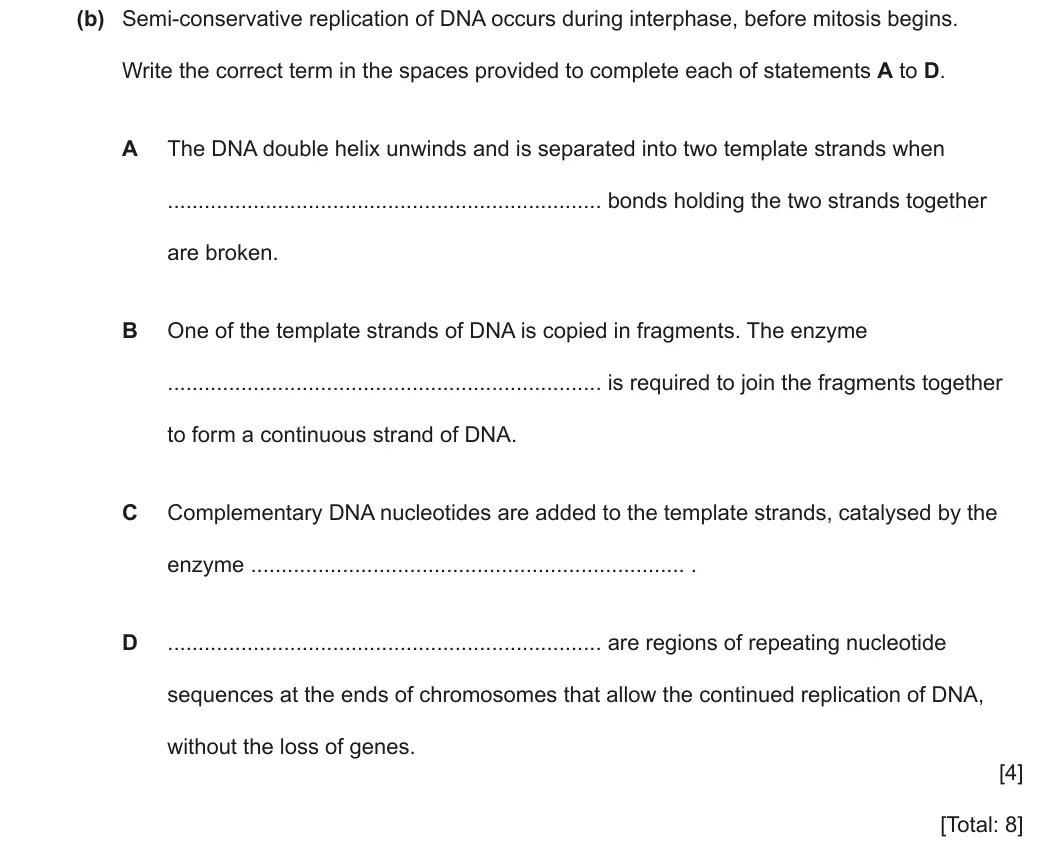 (b) Semi-conservative replication of DNA occurs during interphase, before mitosis begins.
Write the correct term in the spaces provided to complete each of statements A to D.
A The DNA double helix unwinds and is separated into two template strands when
....................................................................... bonds holding the two strands together
are broken.
B One of the template strands of DNA is copied in fragments. The enzyme
....................................................................... is required to join the fragments together
to form a continuous strand of DNA.
C Complementary DNA nucleotides are added to the template strands, catalysed by the
enzyme ....................................................................... .
D ....................................................................... are regions of repeating nucleotide
sequences at the ends of chromosomes that allow the continued replication of DNA,
without the loss of genes.
[4]
[Total: 8]